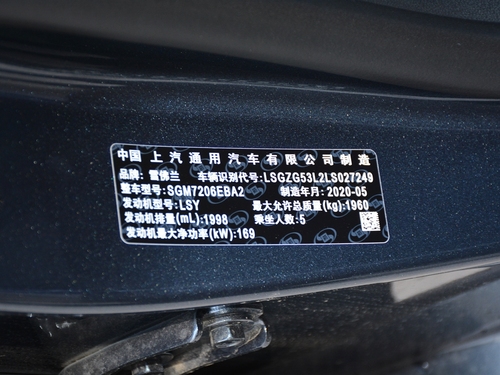 中国 上汽通用汽车有限公司 制造
品牌: 雪佛兰 车辆识别代号: LSGZG53L2LS027249
整车型号: SGM7206EBA2 制造年月: 2020-05
发动机型号: LSY 最大允许总质量(kg): 1960
发动机排量(mL): 1998 乘坐人数: 5
发动机最大净功率(kW): 169